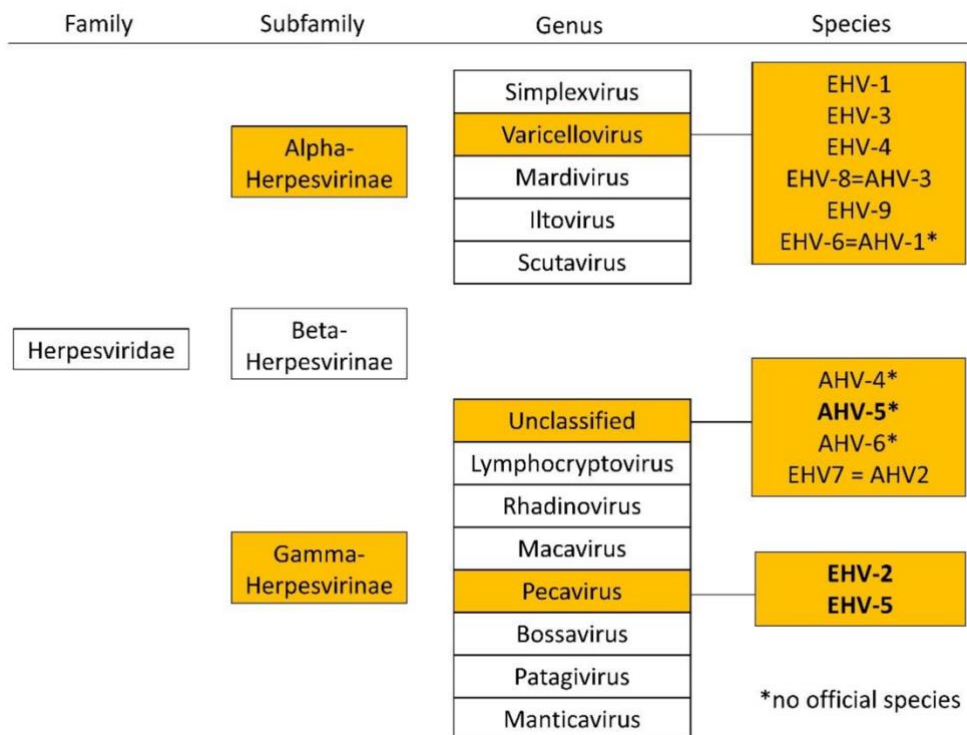 Family Subfamily Genus Species
Simplexvirus
Varicellovirus
Mardivirus
Iltovirus
Scutavirus
Alpha-
Herpesvirinae
EHV-1
EHV-3
EHV-4
EHV-8=AHV-3
EHV-9
EHV-6=AHV-1*
Herpesviridae
Beta-
Herpesvirinae
Unclassified
Lymphocryptovirus
Rhadinovirus
Macavirus
Pecavirus
Bossavirus
Patagivirus
Manticavirus
AHV-4*
AHV-5*
AHV-6*
EHV7 = AHV2
Gamma-
Herpesvirinae
EHV-2
EHV-5
*no official species